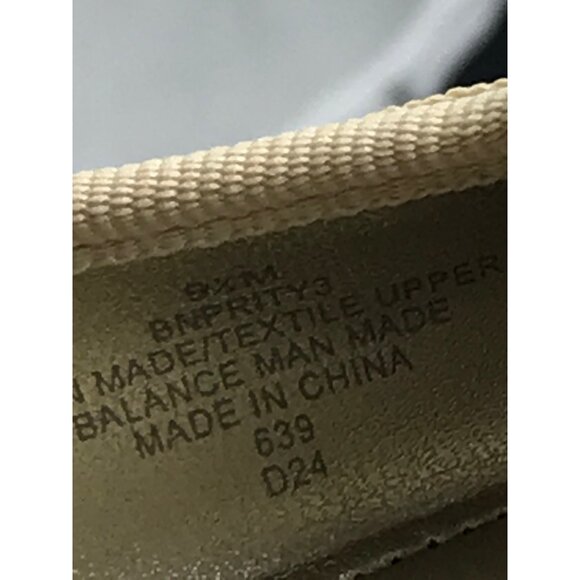 BNPRITY3
N MADE/TEXTILE UPPER
BALANCE MAN MADE
MADE IN CHINA
639
D24